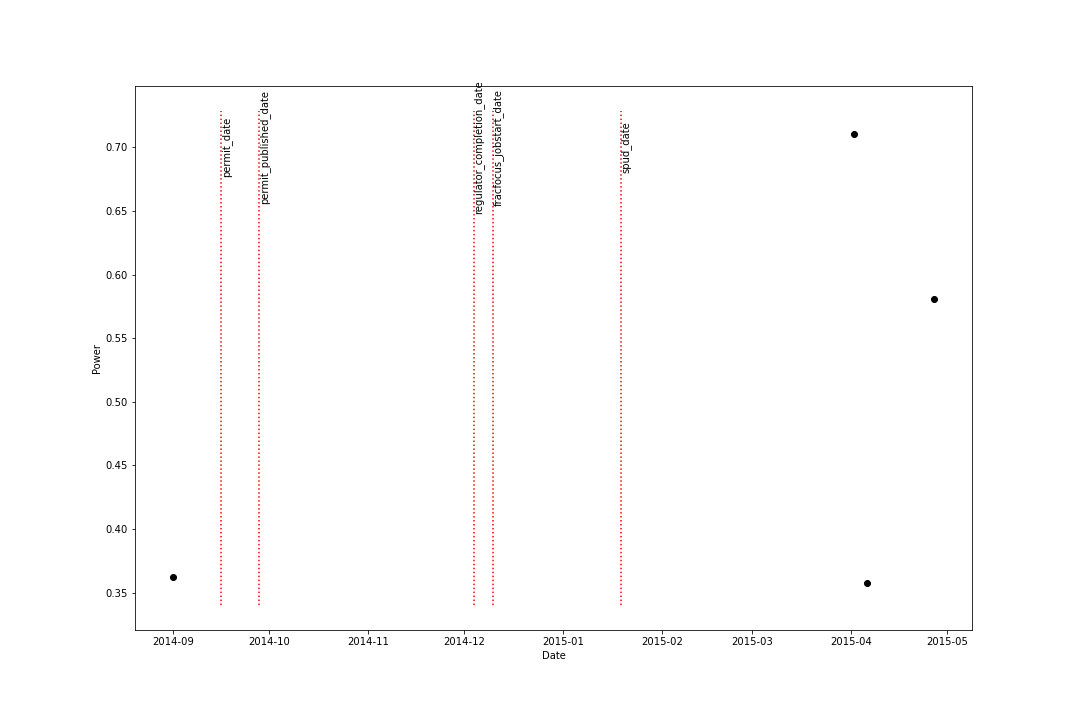 permit_date
permit_published_date
regulator_completion_date
fracfocus_jobstart_date
spud_date
0.70
0.65
0.60
0.55
0.50
0.45
0.40
0.35
Power
2014-09 2014-10 2014-11 2014-12 2015-01 2015-02 2015-03 2015-04 2015-05
Date